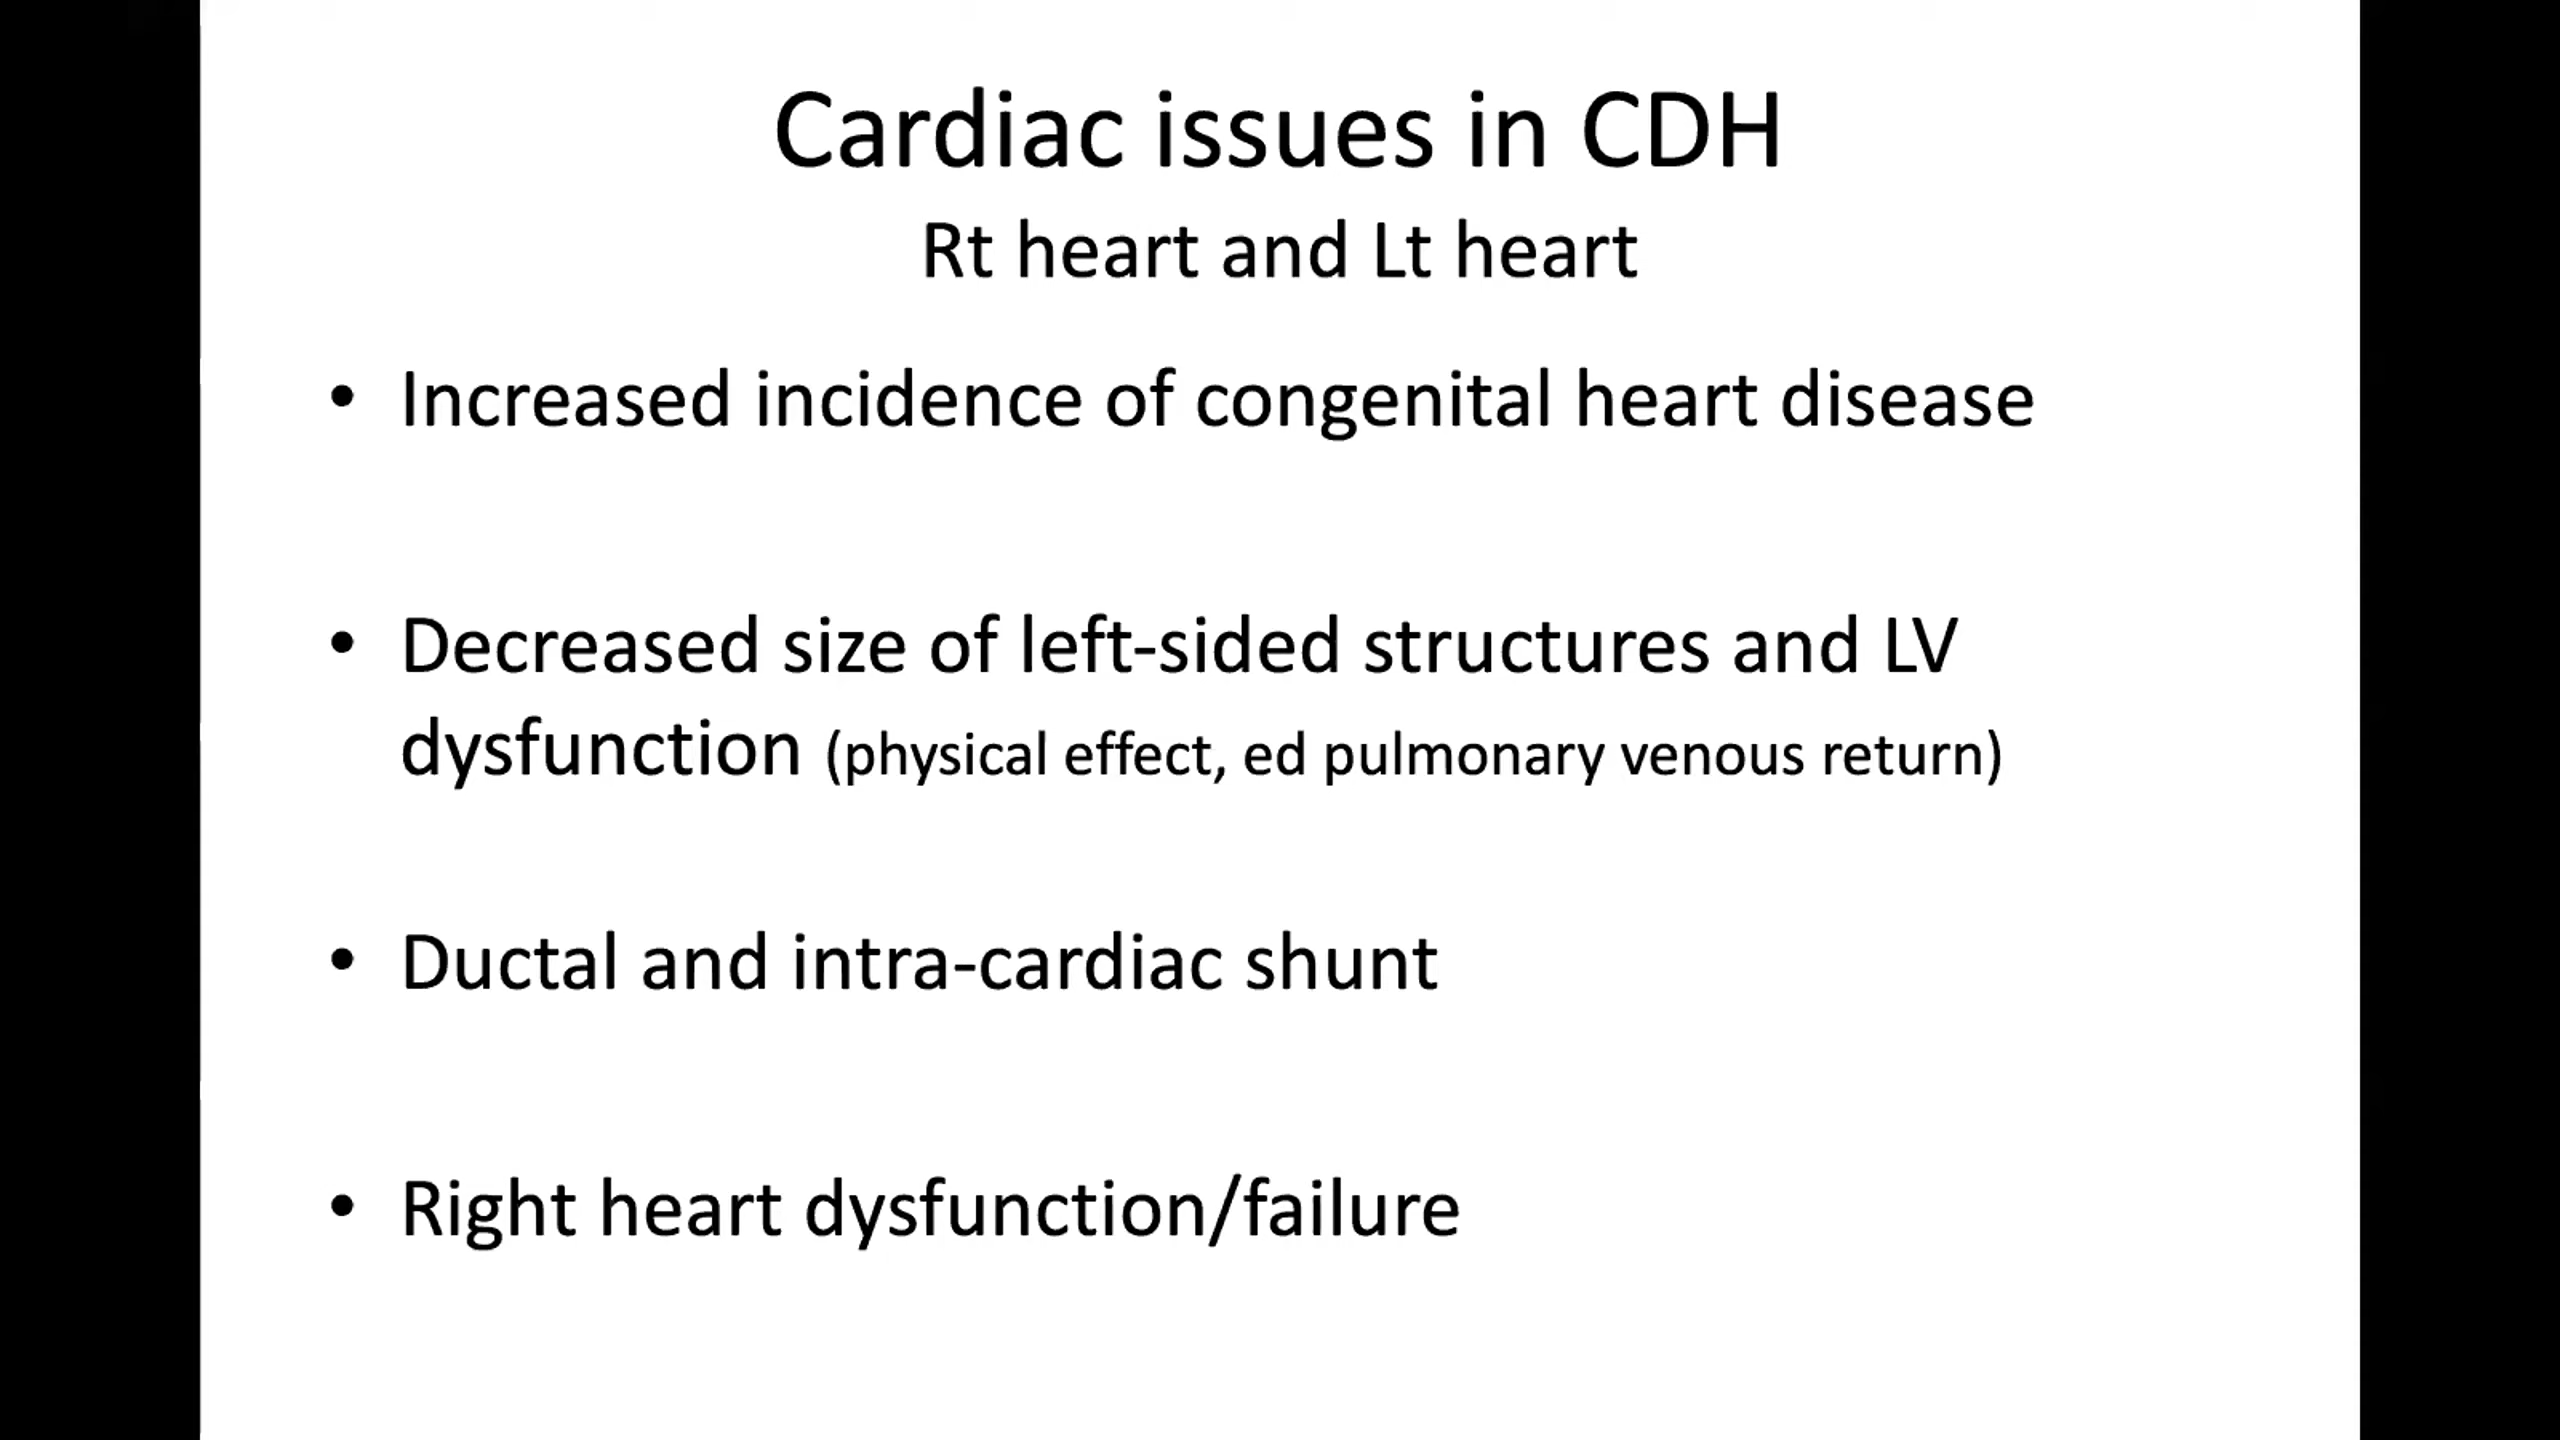 Cardiac issues in CDH
Rt heart and Lt heart
• Increased incidence of congenital heart disease
• Decreased size of left-sided structures and LV
dysfunction (physical effect, ed pulmonary venous return)
• Ductal and intra-cardiac shunt
• Right heart dysfunction/failure